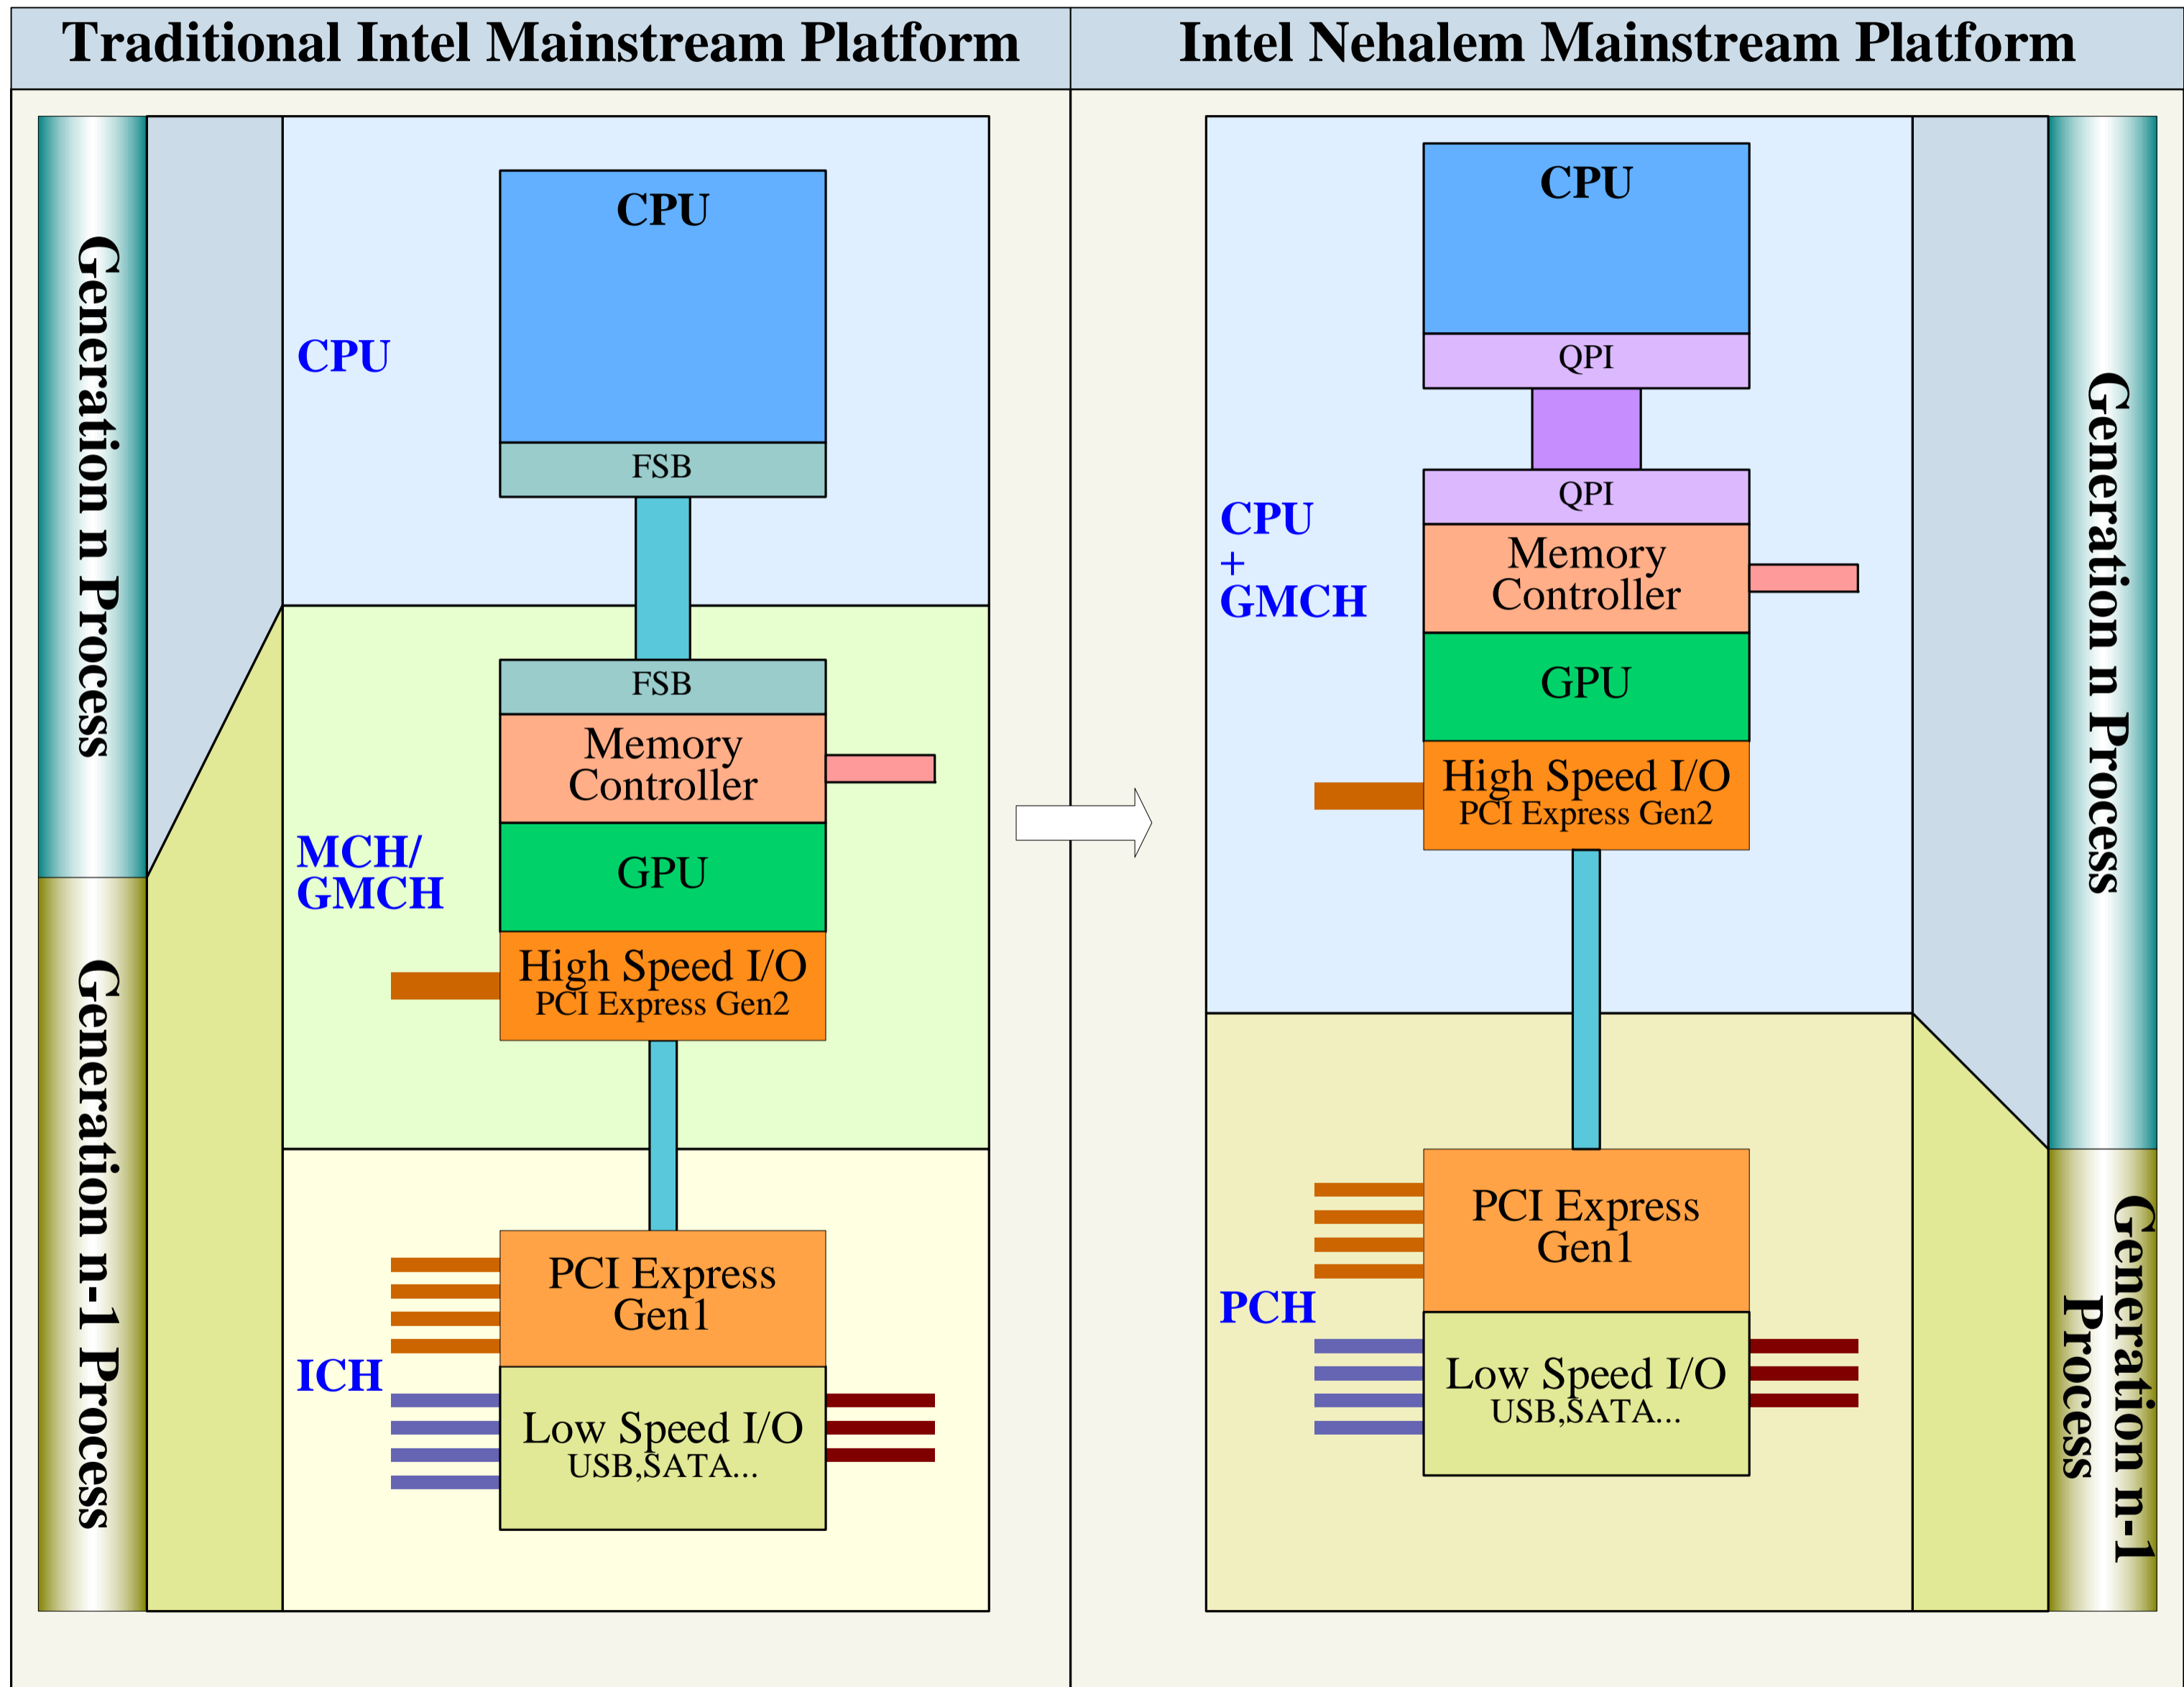 Traditional Intel Mainstream Platform
Intel Nehalem Mainstream Platform
Generation n Process
Generation n-1 Process
CPU
CPU
FSB
MCH/
GMCH
FSB
Memory
Controller
GPU
High Speed I/O
PCI Express Gen2
ICH
PCI Express
Gen1
Low Speed I/O
USB,SATA...
CPU
+
GMCH
CPU
QPI
QPI
Memory
Controller
GPU
High Speed I/O
PCI Express Gen2
PCH
PCI Express
Gen1
Low Speed I/O
USB,SATA...
Generation n Process
Generation n-1
Process